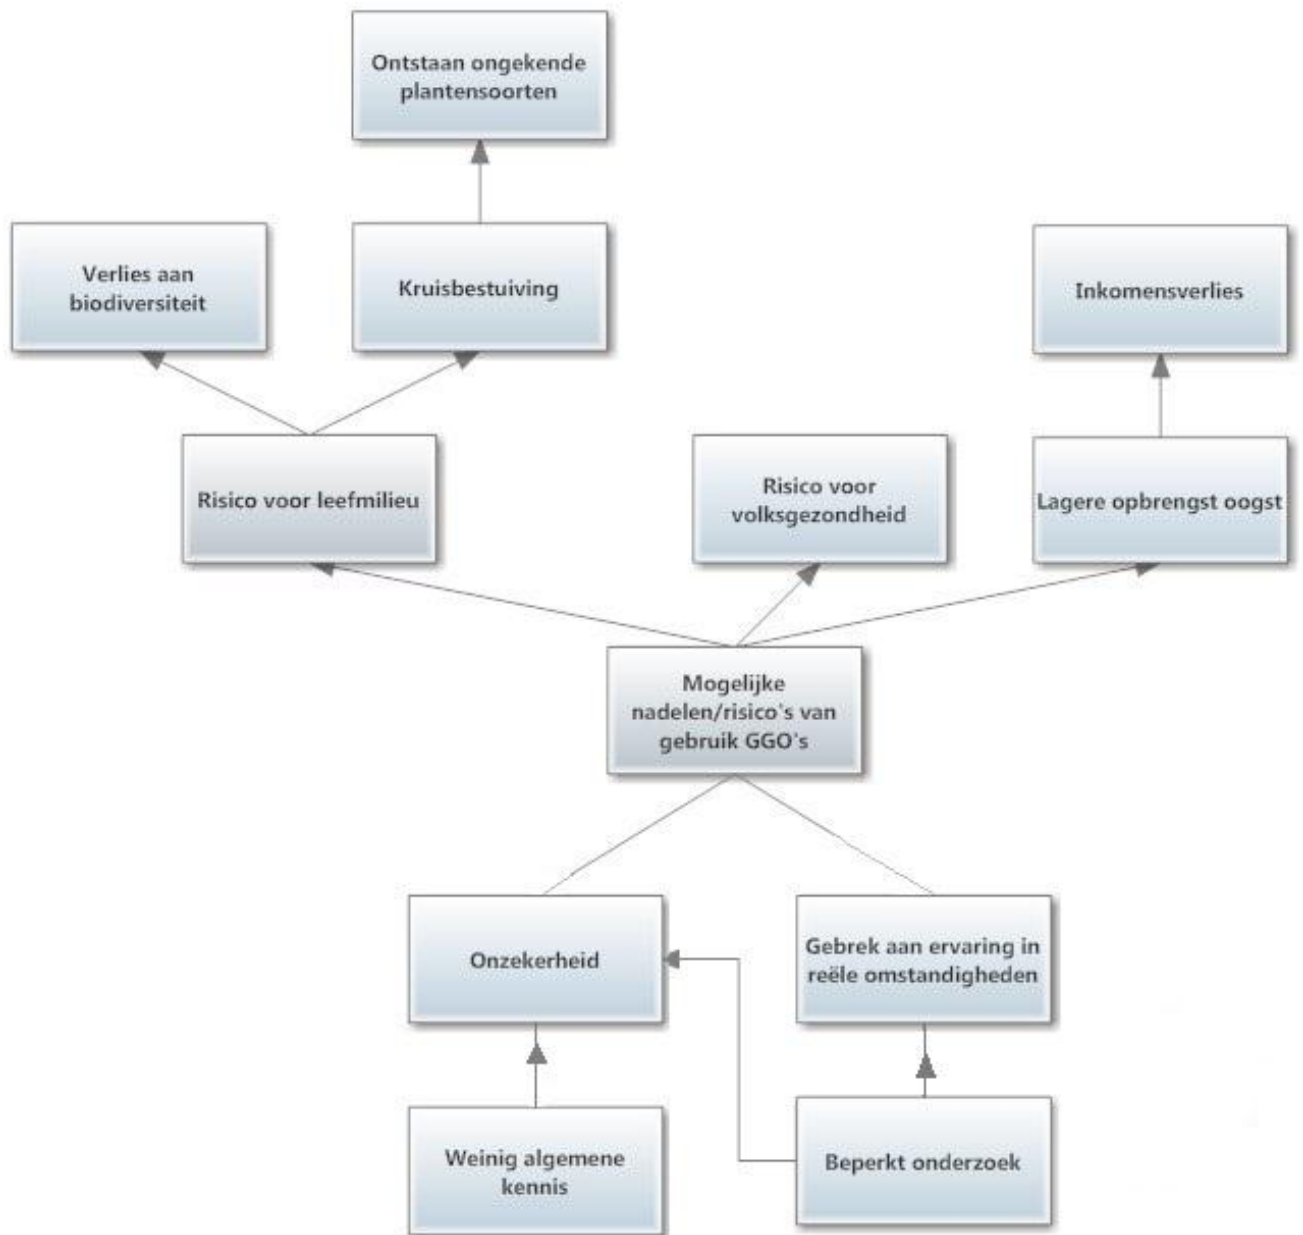 Ontstaan ongekende
plantensoorten
Verlies aan
biodiversiteit
Kruisbestuiving
Inkomensverlies
Risico voor leefmilieu
Risico voor
volksgezondheid
Lagere opbrengst oogst
Mogelijke
nadelen/risico's van
gebruik GGO's
Onzekerheid
Gebrek aan ervaring in
reële omstandigheden
Weinig algemene
kennis
Beperkt onderzoek